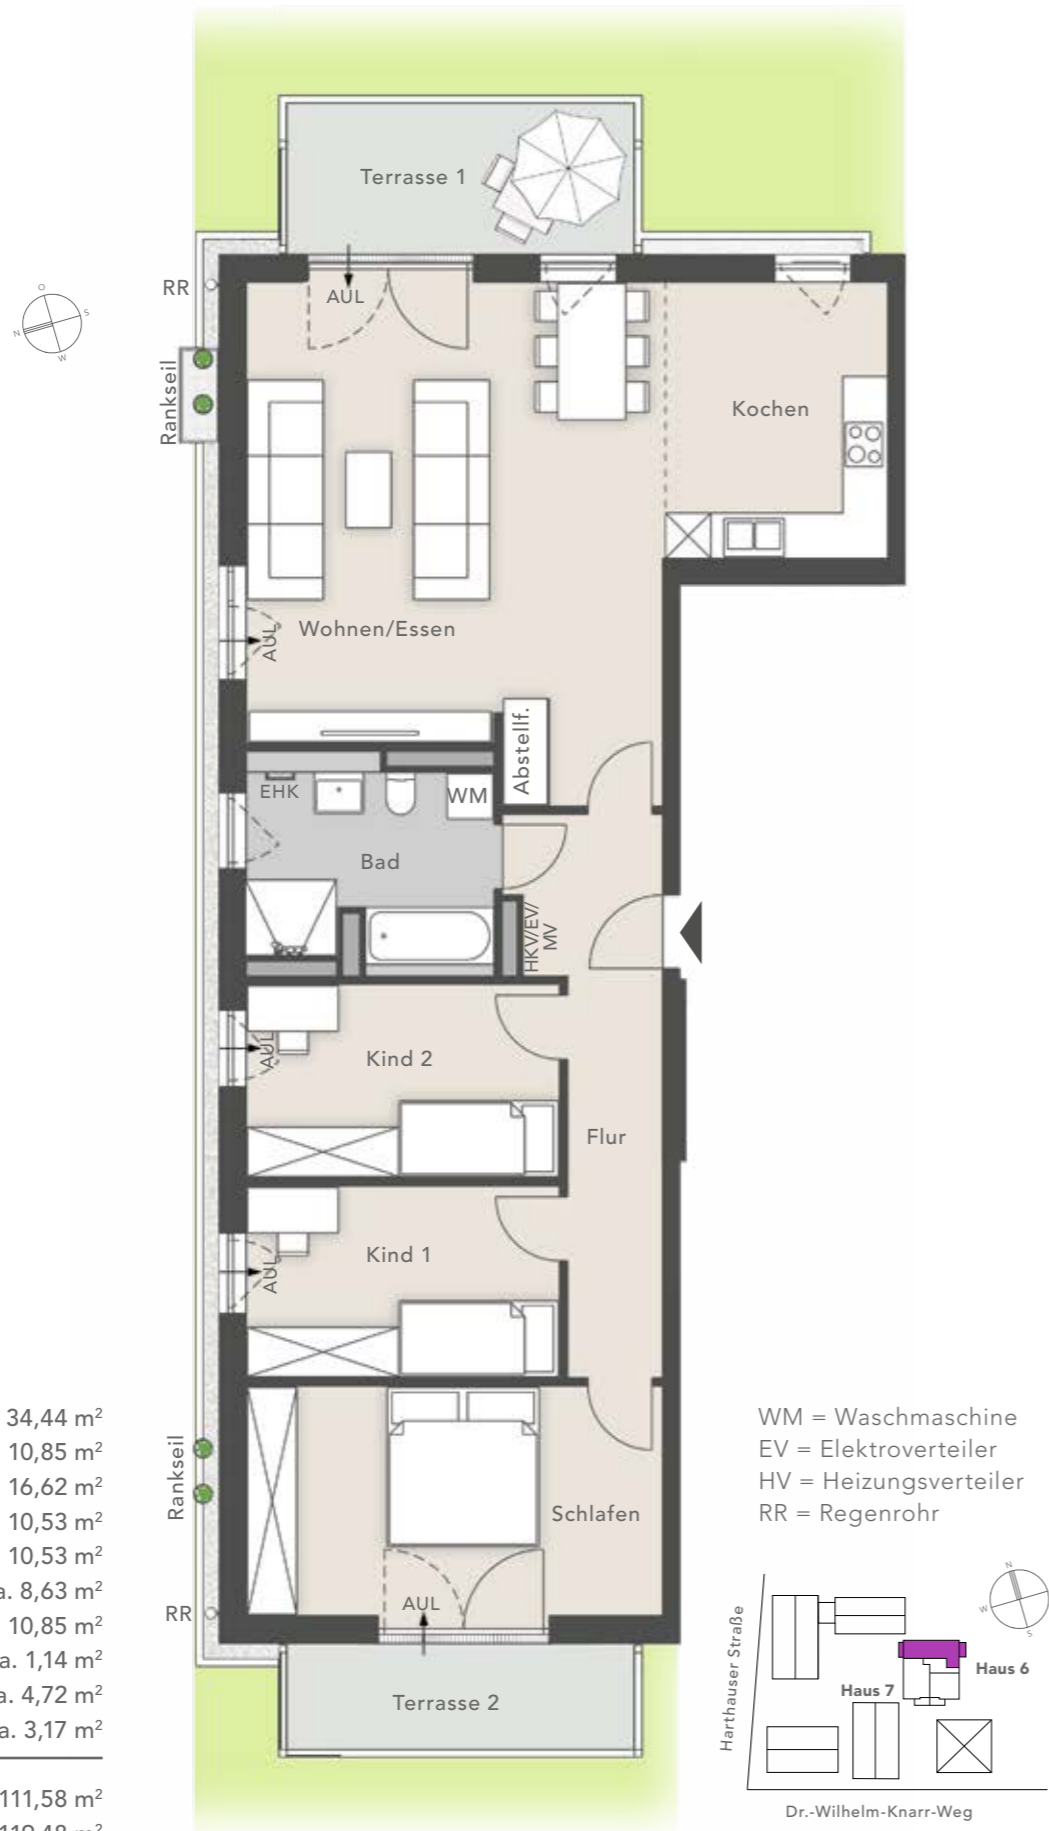 Terrasse 1
RR
AUL
O
S
N
W
Rankseil
Kochen
Wohnen/Essen
AUL
Abstellf.
EHK
WM
Bad
HKV/EV/
MV
Kind 2
AUL
Flur
Kind 1
AUL
34,44 m²
10,85 m²
16,62 m²
10,53 m²
10,53 m²
a. 8,63 m²
10,85 m²
a. 1,14 m²
a. 4,72 m²
a. 3,17 m²
111,58 m²
119,48 m²
Rankseil
Schlafen
AUL
RR
Terrasse 2
WM = Waschmaschine
EV = Elektroverteiler
HV = Heizungsverteiler
RR = Regenrohr
N
W
S
Harthauser Straße
Haus 6
Haus 7
Dr.-Wilhelm-Knarr-Weg